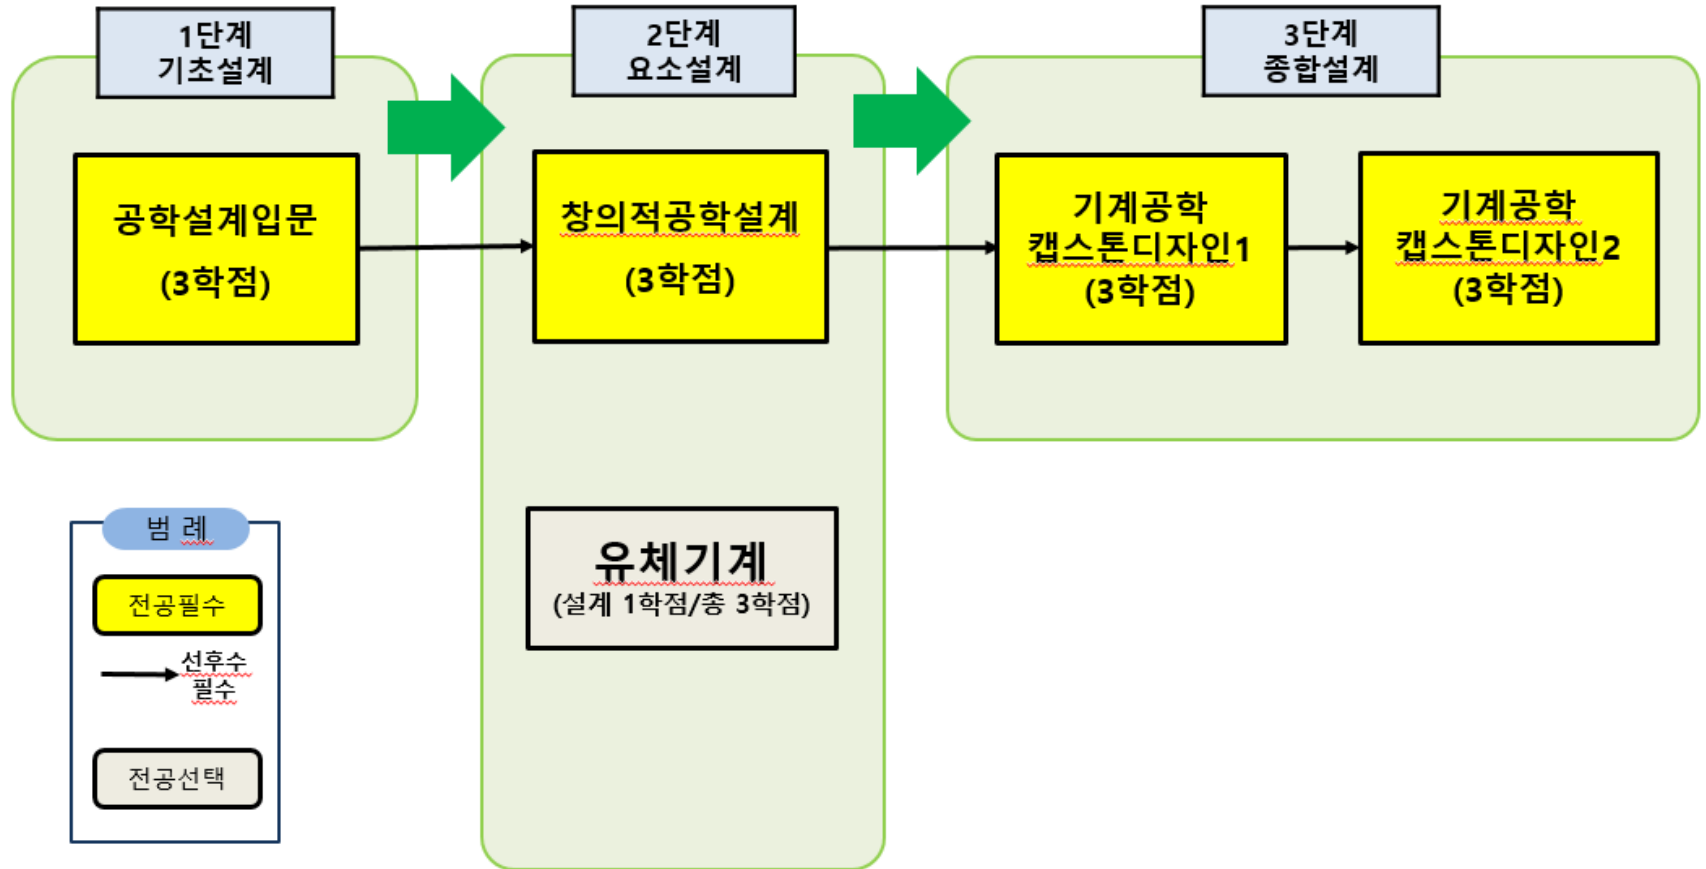 1단계
기초설계
2단계
요소설계
3단계
종합설계
공학설계입문
(3학점)
창의적공학설계
(3학점)
기계공학
캡스톤디자인1
(3학점)
기계공학
캡스톤디자인2
(3학점)
유체기계
(설계 1학점/총 3학점)
범 례
전공필수
선후수
필수
전공선택